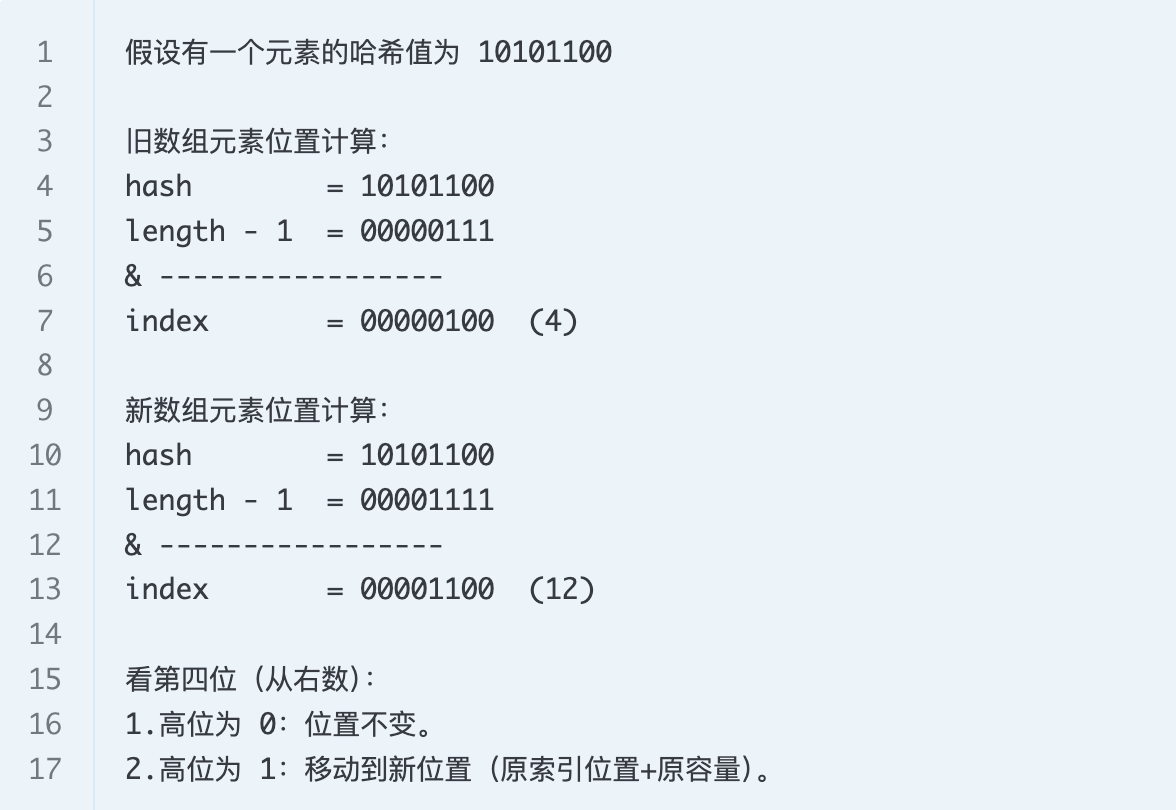 1 假设有一个元素的哈希值为 10101100
2
3 旧数组元素位置计算：
4 hash        = 10101100
5 length - 1  = 00000111
6 & -----------------
7 index       = 00000100  (4)
8
9 新数组元素位置计算：
10 hash        = 10101100
11 length - 1  = 00001111
12 & -----------------
13 index       = 00001100  (12)
14
15 看第四位（从右数）：
16 1.高位为 0：位置不变。
17 2.高位为 1：移动到新位置（原索引位置+原容量）。